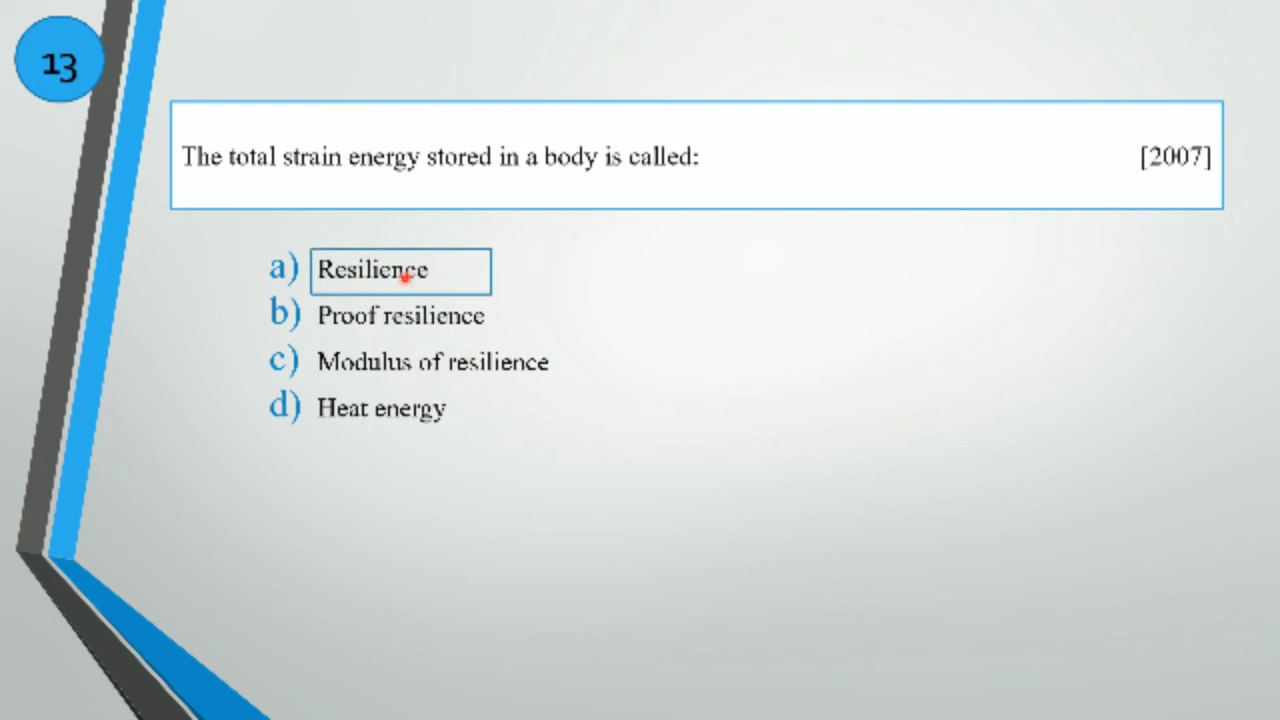 13
The total strain energy stored in a body is called: [2007]
a) Resilience
b) Proof resilience
c) Modulus of resilience
d) Heat energy